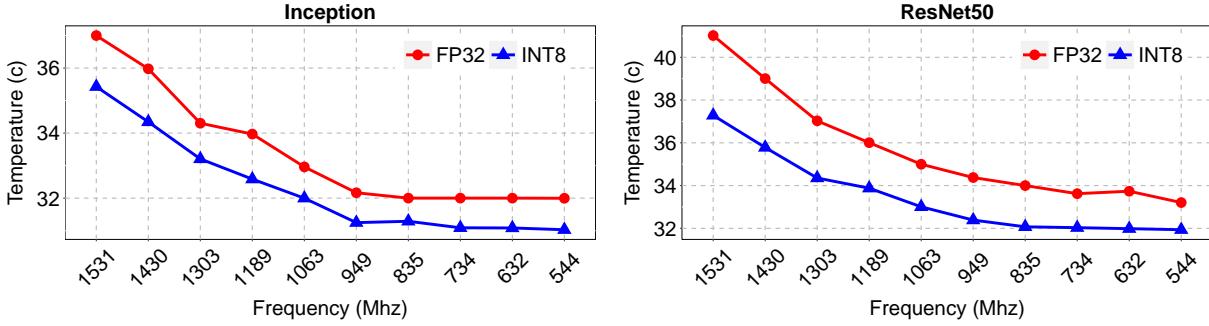 Inception
Temperature (c)
36
34
32
FP32 INT8
1531 1430 1303 1189 1063 949 835 734 632 544
Frequency (Mhz)
ResNet50
Temperature (c)
40
38
36
34
32
FP32 INT8
1531 1430 1303 1189 1063 949 835 734 632 544
Frequency (Mhz)